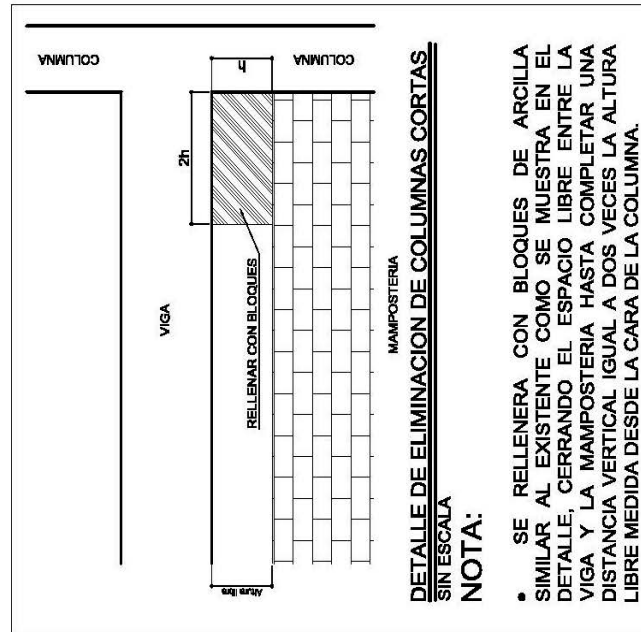 COLUMNA
VIGA
h
2h
RELLENAR CON BLOQUES
Altura libre
COLUMNA
MAMPOSTERIA
DETALLE DE ELIMINACION DE COLUMNAS CORTAS
SIN ESCALA
NOTA:
• SE RELLENERA CON BLOQUES DE ARCILLA
SIMILAR AL EXISTENTE COMO SE MUESTRA EN EL
DETALLE, CERRANDO EL ESPACIO LIBRE ENTRE LA
VIGA Y LA MAMPOSTERIA HASTA COMPLETAR UNA
DISTANCIA VERTICAL IGUAL A DOS VECES LA ALTURA
LIBRE MEDIDA DESDE LA CARA DE LA COLUMNA.